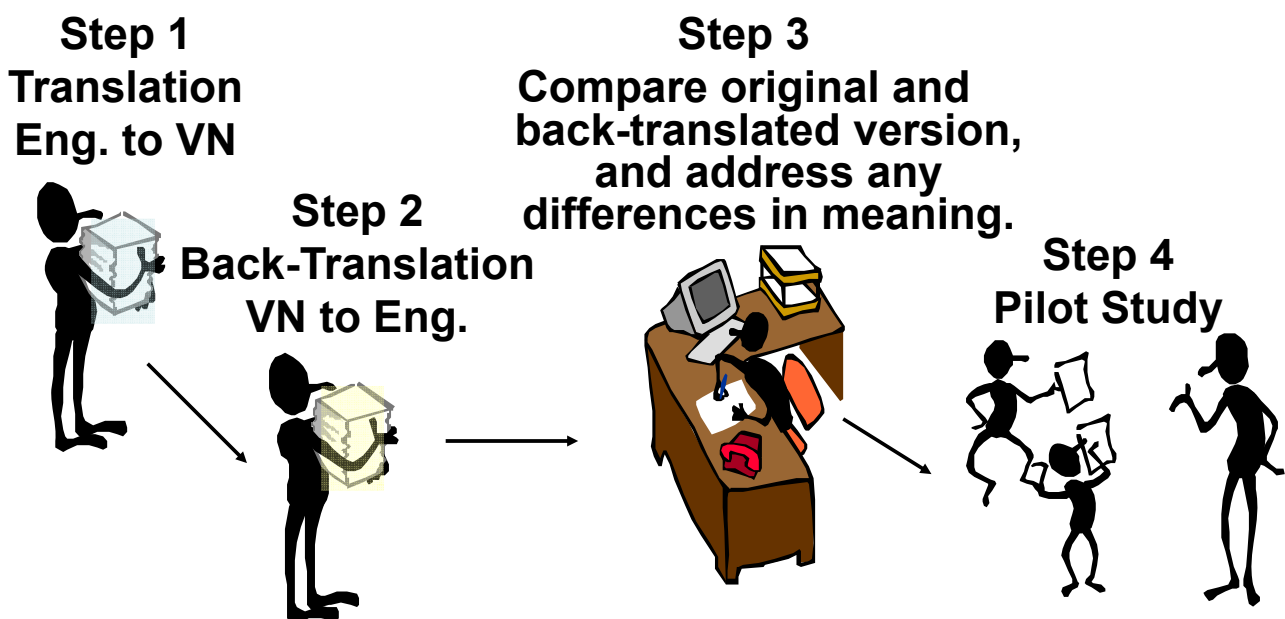 Step 1
Translation
Eng. to VN
Step 2
Back-Translation
VN to Eng.
Step 3
Compare original and
back-translated version,
and address any
differences in meaning.
Step 4
Pilot Study